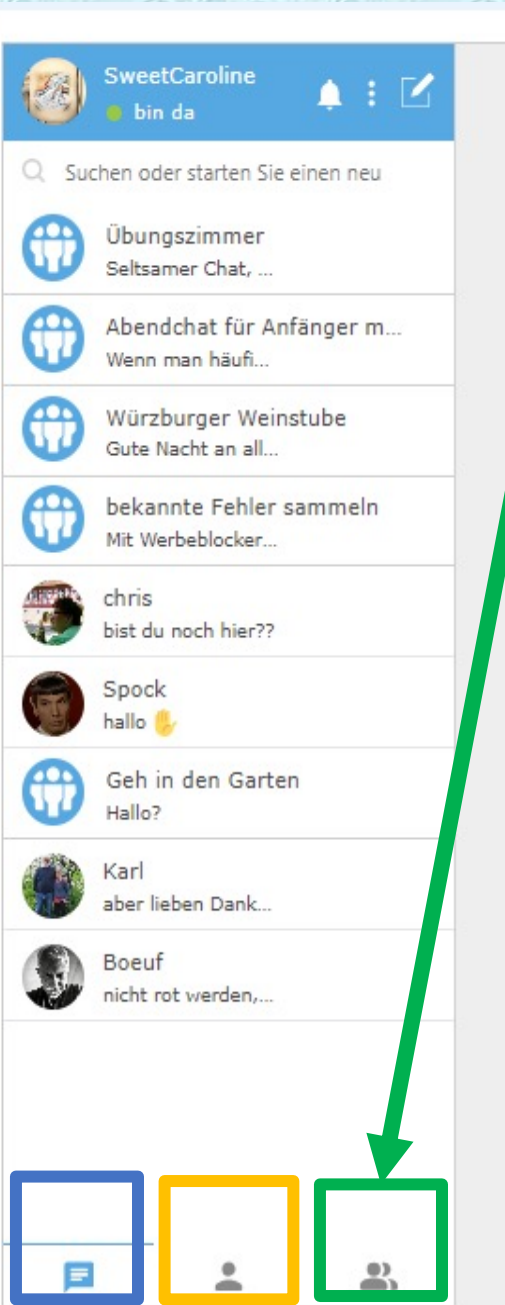 SweetCaroline
bin da
Suchen oder starten Sie einen neu
Übungszimmer
Seltsamer Chat, ...
Abendchat für Anfänger m...
Wenn man häufi...
Würzburger Weinstube
Gute Nacht an all...
bekannte Fehler sammeln
Mit Werbeblocker...
chris
bist du noch hier??
Spock
hallo ✋
Geh in den Garten
Hallo?
Karl
aber lieben Dank...
Boeuf
nicht rot werden,...